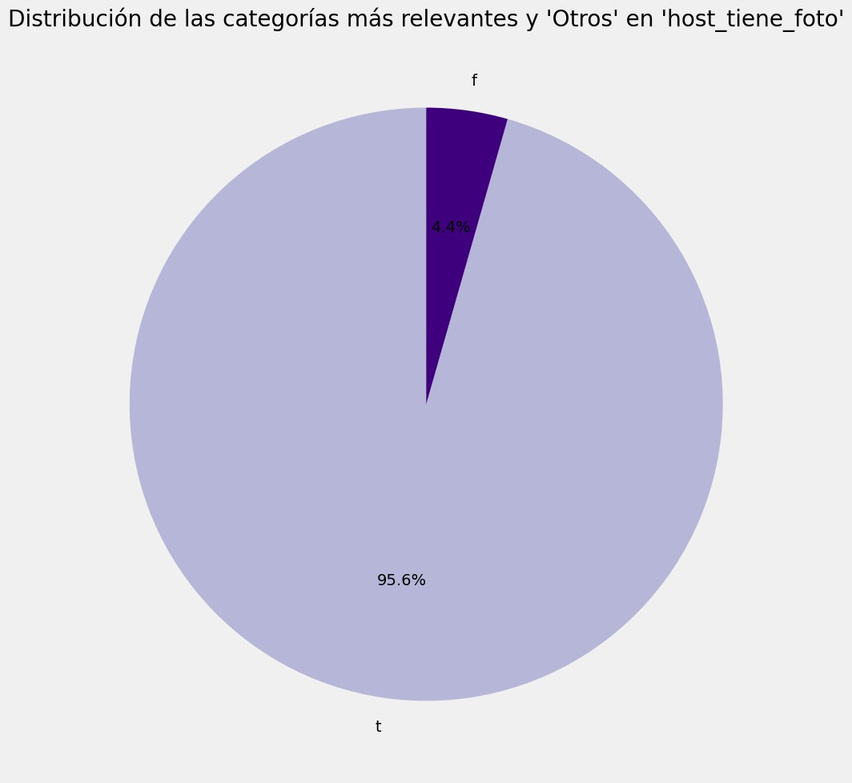 Distribución de las categorías más relevantes y 'Otros' en 'host_tiene_foto'
f
4.4%
95.6%
t